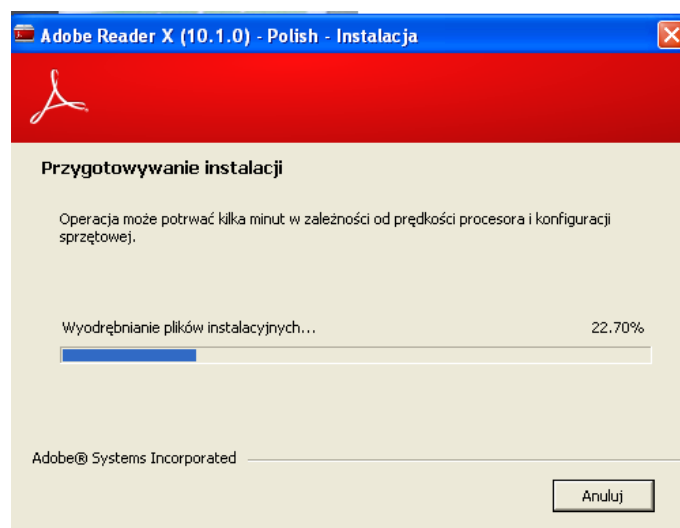 Adobe Reader X (10.1.0) - Polish - Instalacja
Przygotowywanie instalacji
Operacja może potrwać kilka minut w zależności od prędkości procesora i konfiguracji
sprzętowej.
Wyodrębnianie plików instalacyjnych... 22.70%
Adobe® Systems Incorporated
Anuluj